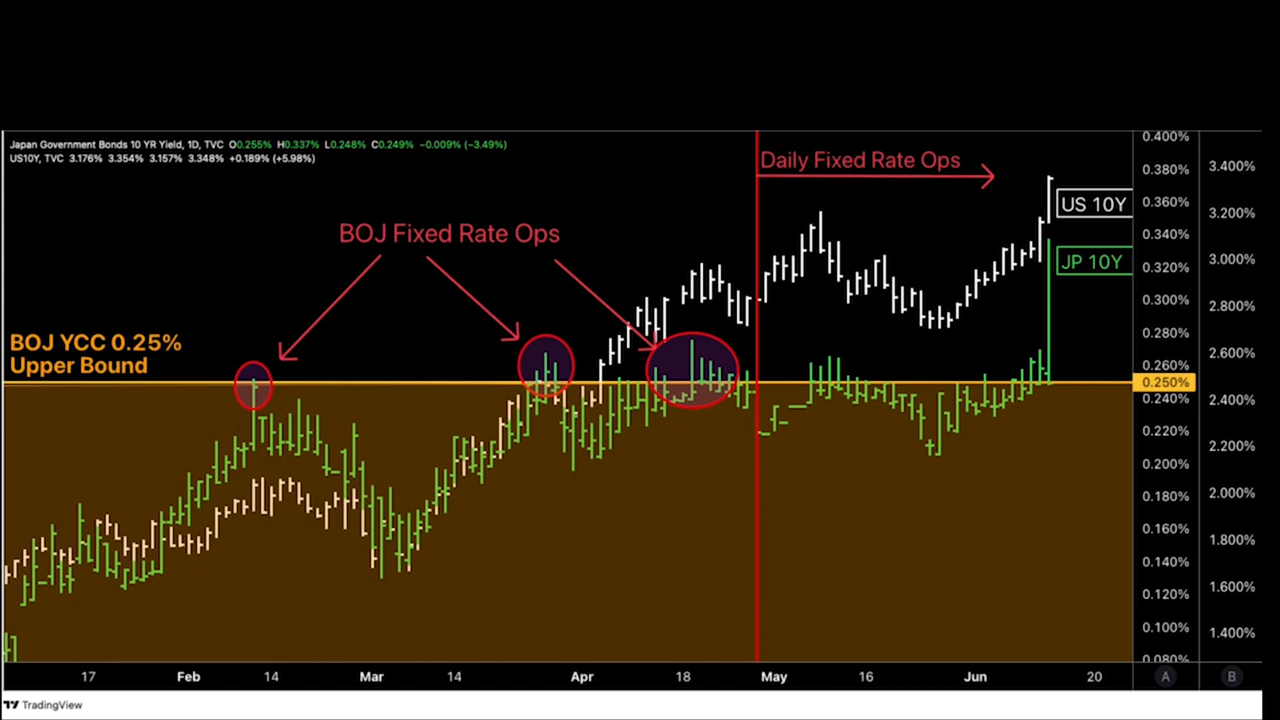 Japan Government Bonds 10 YR Yield, 1D, TVC O0.255% H0.337% L0.248% C0.249% −0.009% (−3.49%)
US10Y, TVC 3.176% 3.354% 3.157% 3.348% +0.189% (+5.98%)
Daily Fixed Rate Ops
BOJ Fixed Rate Ops
US 10Y
JP 10Y
BOJ YCC 0.25%
Upper Bound
0.400%
0.380%
0.360%
0.340%
0.320%
0.300%
0.280%
0.260%
0.250%
0.240%
0.220%
0.200%
0.180%
0.160%
0.140%
0.120%
0.100%
0.080%
3.400%
3.200%
3.000%
2.800%
2.600%
2.400%
2.200%
2.000%
1.800%
1.600%
1.400%
17 Feb 14 Mar 14 Apr 18 May 16 Jun 20 A B
TradingView